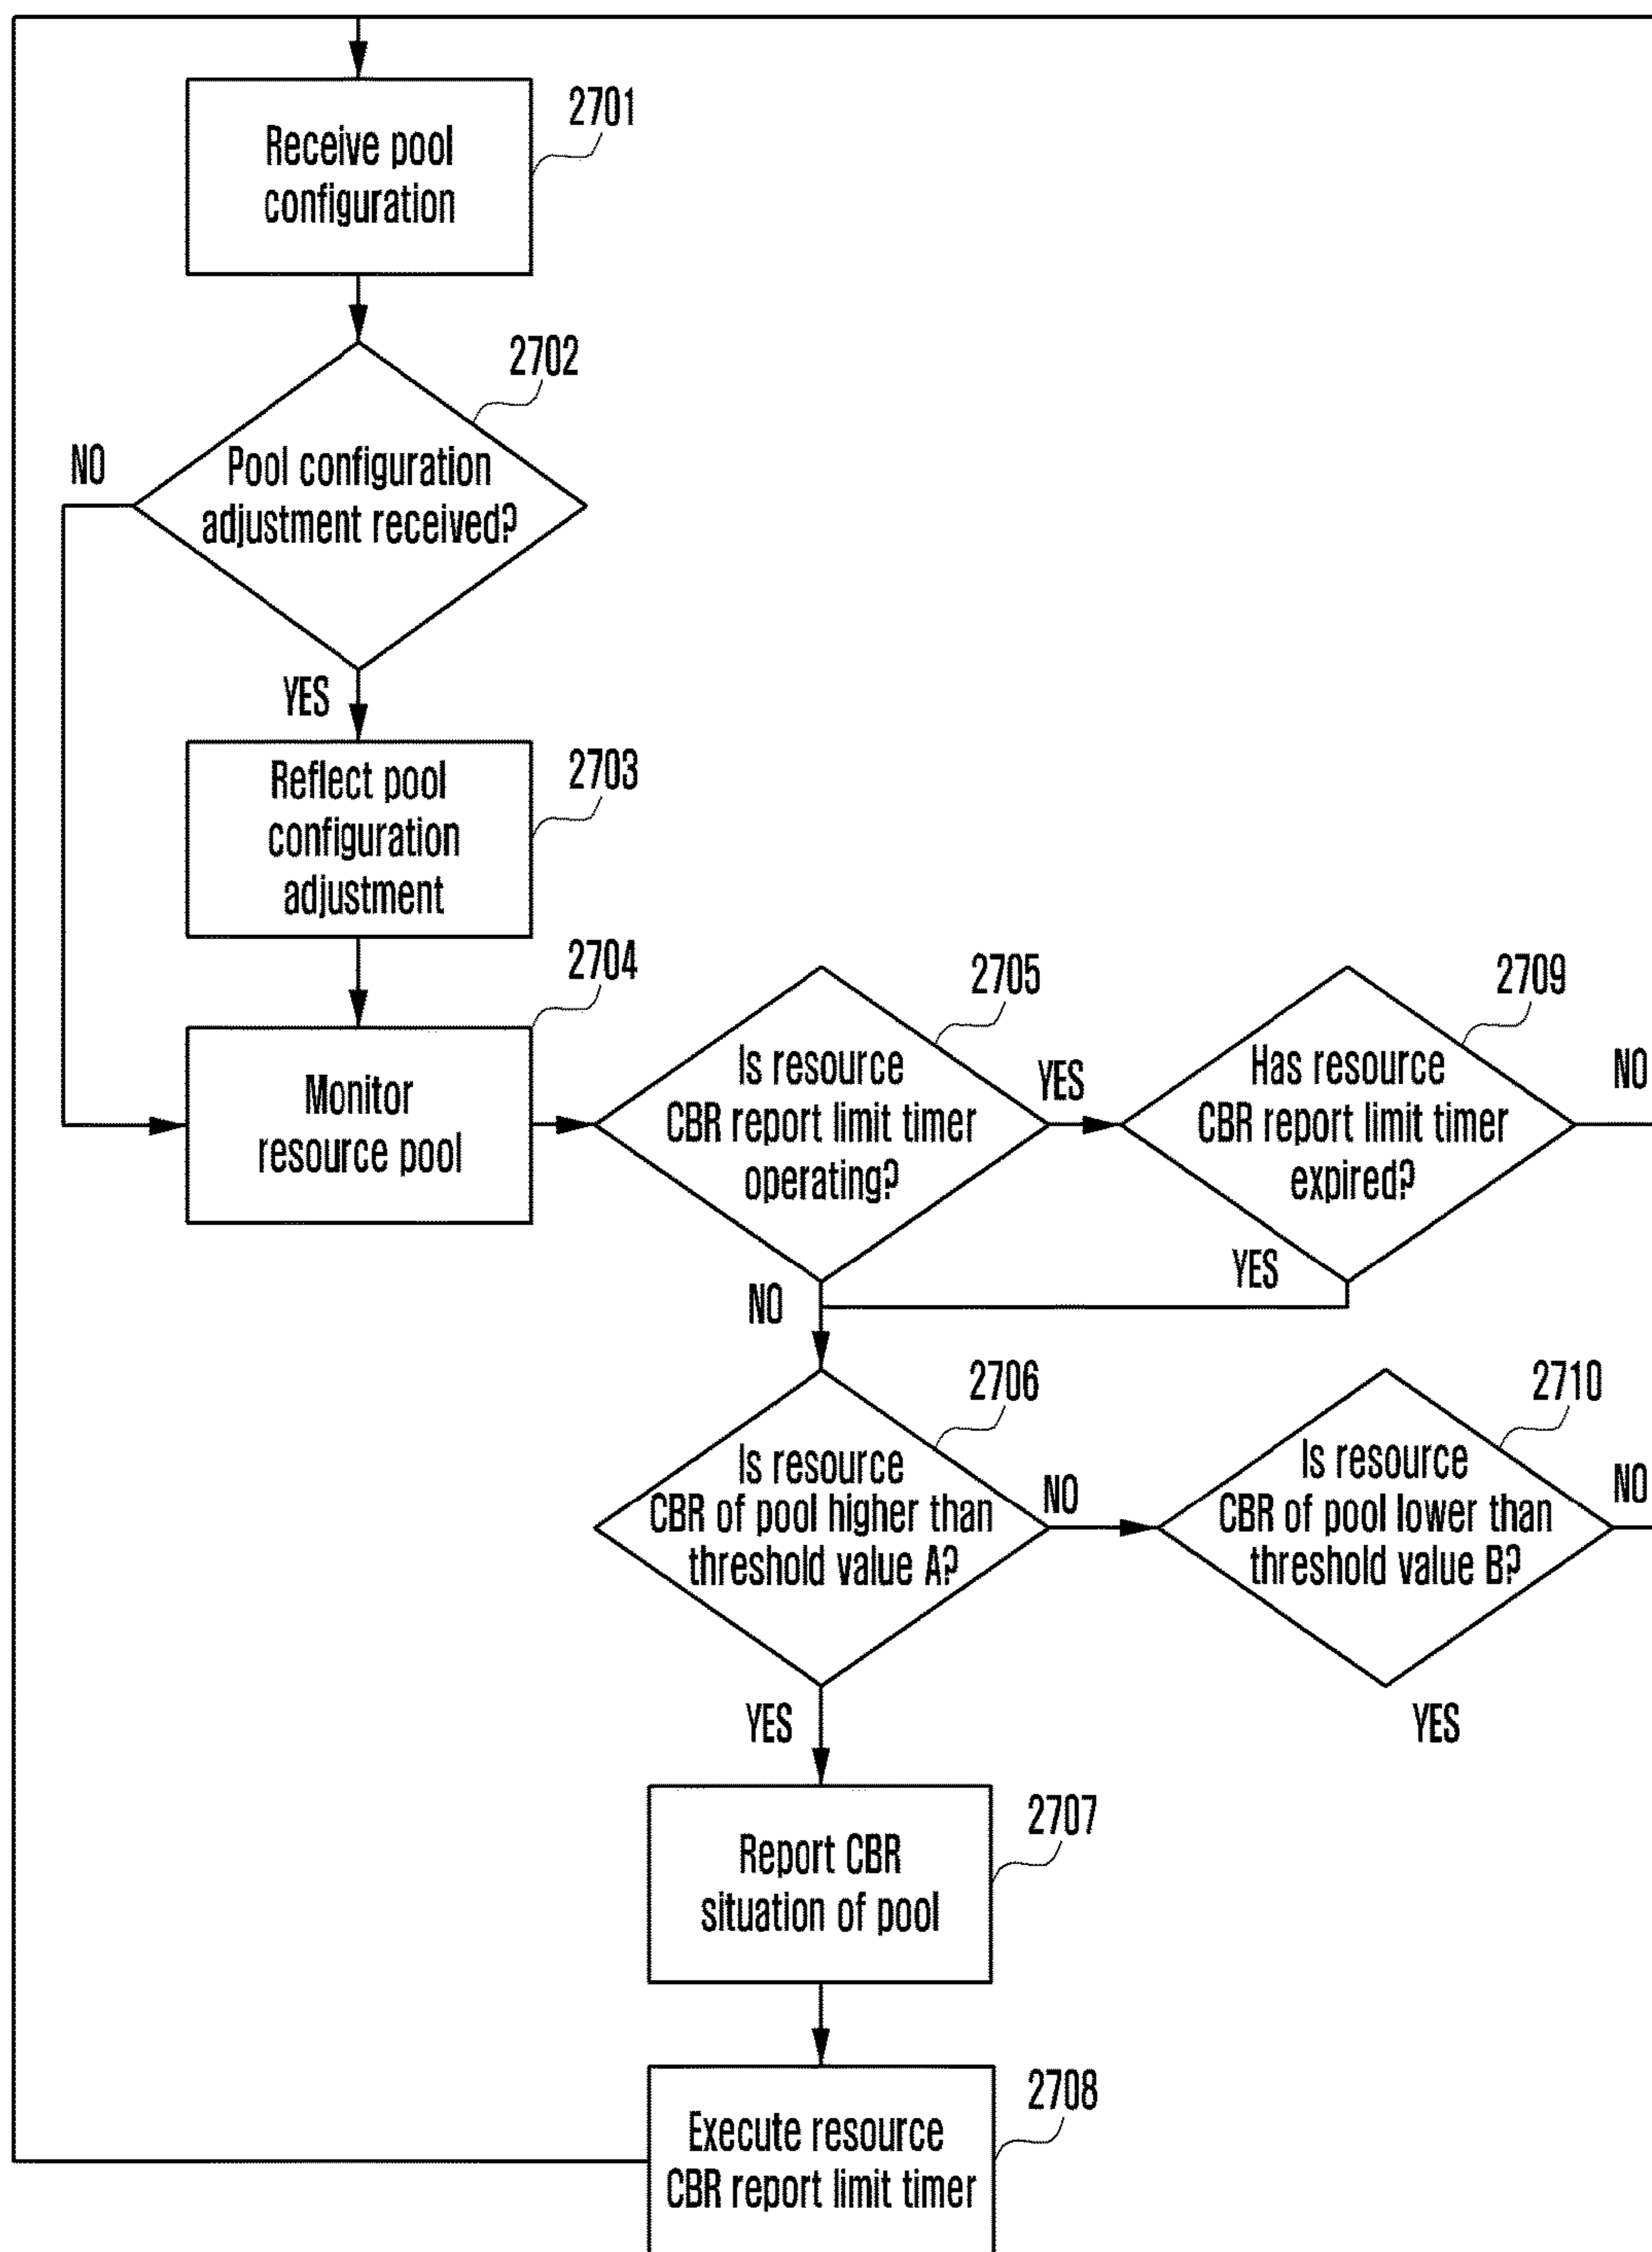 2701
Receive pool
configuration
2702
NO
Pool configuration
adjustment received?
YES
2703
Reflect pool
configuration
adjustment
2704
Monitor
resource pool
2705
Is resource
CBR report limit timer
operating?
YES
2709
Has resource
CBR report limit timer
expired?
NO
YES
NO
2706
Is resource
CBR of pool higher than
threshold value A?
NO
2710
Is resource
CBR of pool lower than
threshold value B?
NO
YES
YES
2707
Report CBR
situation of pool
2708
Execute resource
CBR report limit timer